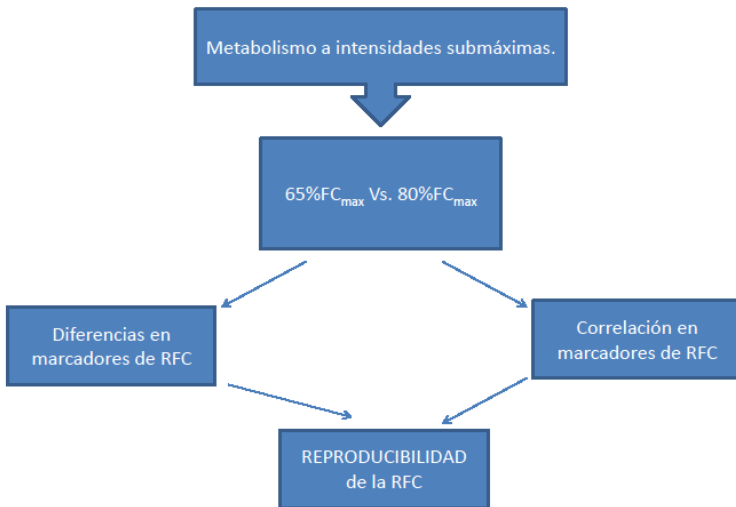 Metabolismo a intensidades submáximas.
65%FCmax Vs. 80%FCmax
Diferencias en
marcadores de RFC
Correlación en
marcadores de RFC
REPRODUCIBILIDAD
de la RFC